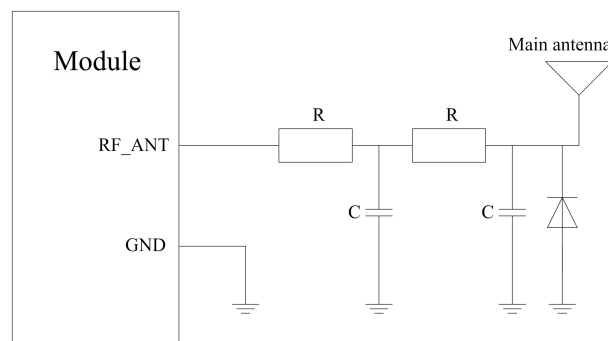 Main antenna
Module
R
R
RF_ANT
C
C
GND